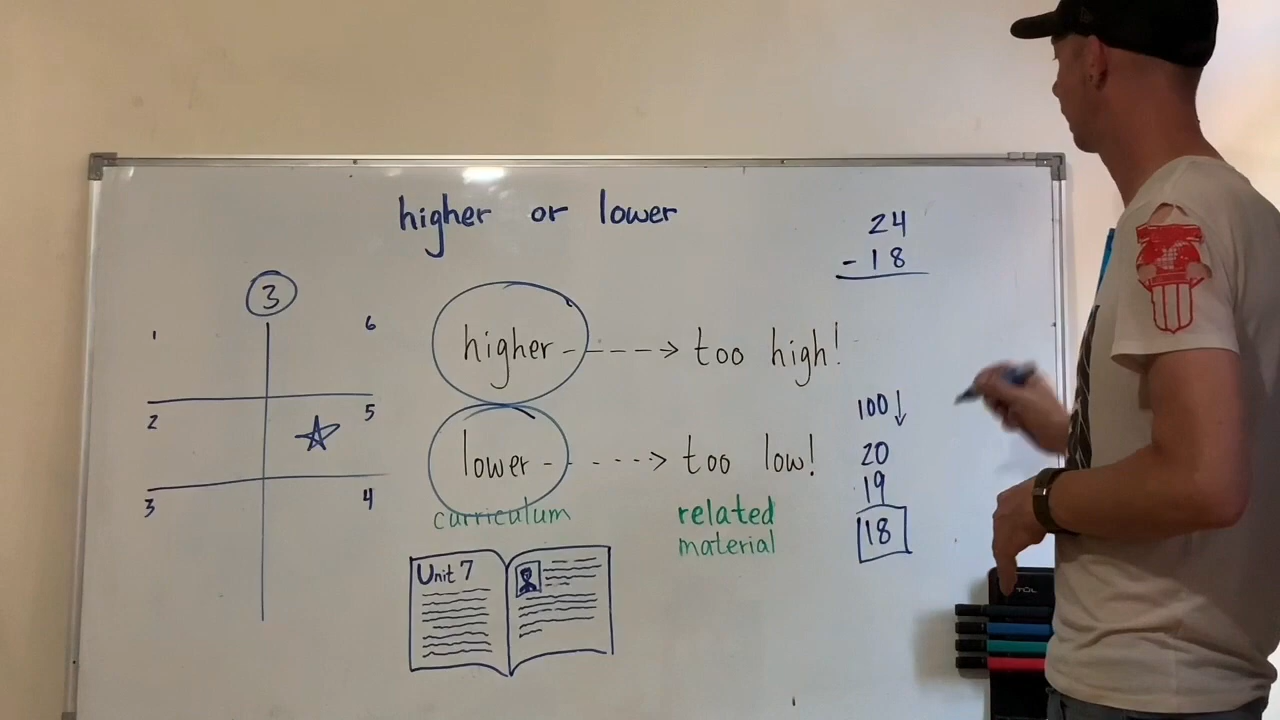 higher or lower
24
- 18
3
1 6
higher ----> too high!
2 5
100↓
lower ----> too low!
20
19
3 4
18
curriculum
related
material
Unit 7
TUL